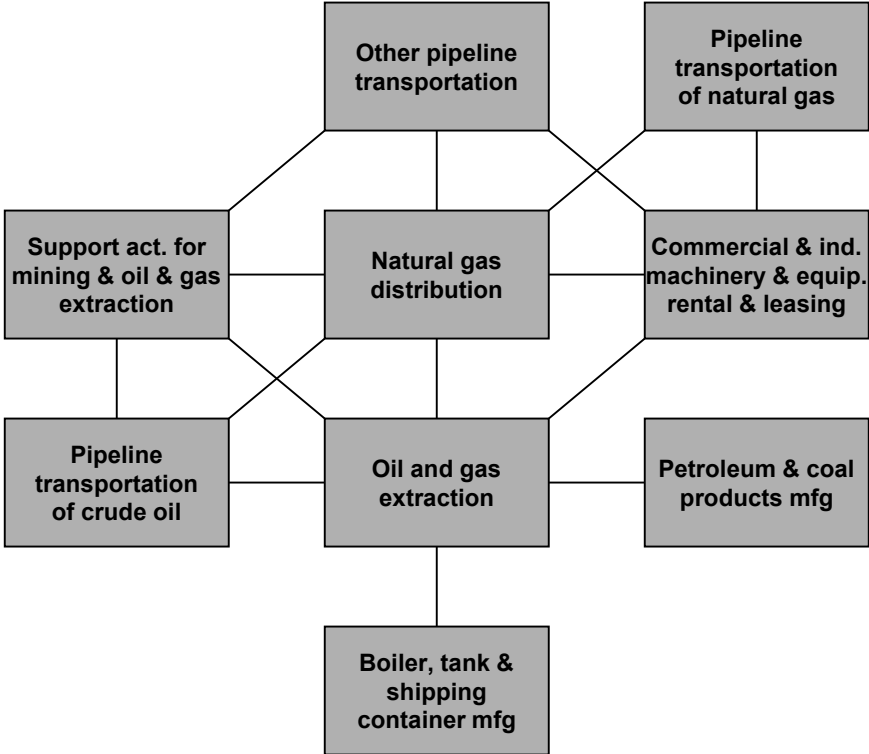 Other pipeline
transportation
Pipeline
transportation
of natural gas
Support act. for
mining & oil & gas
extraction
Natural gas
distribution
Commercial & ind.
machinery & equip.
rental & leasing
Pipeline
transportation
of crude oil
Oil and gas
extraction
Petroleum & coal
products mfg
Boiler, tank &
shipping
container mfg